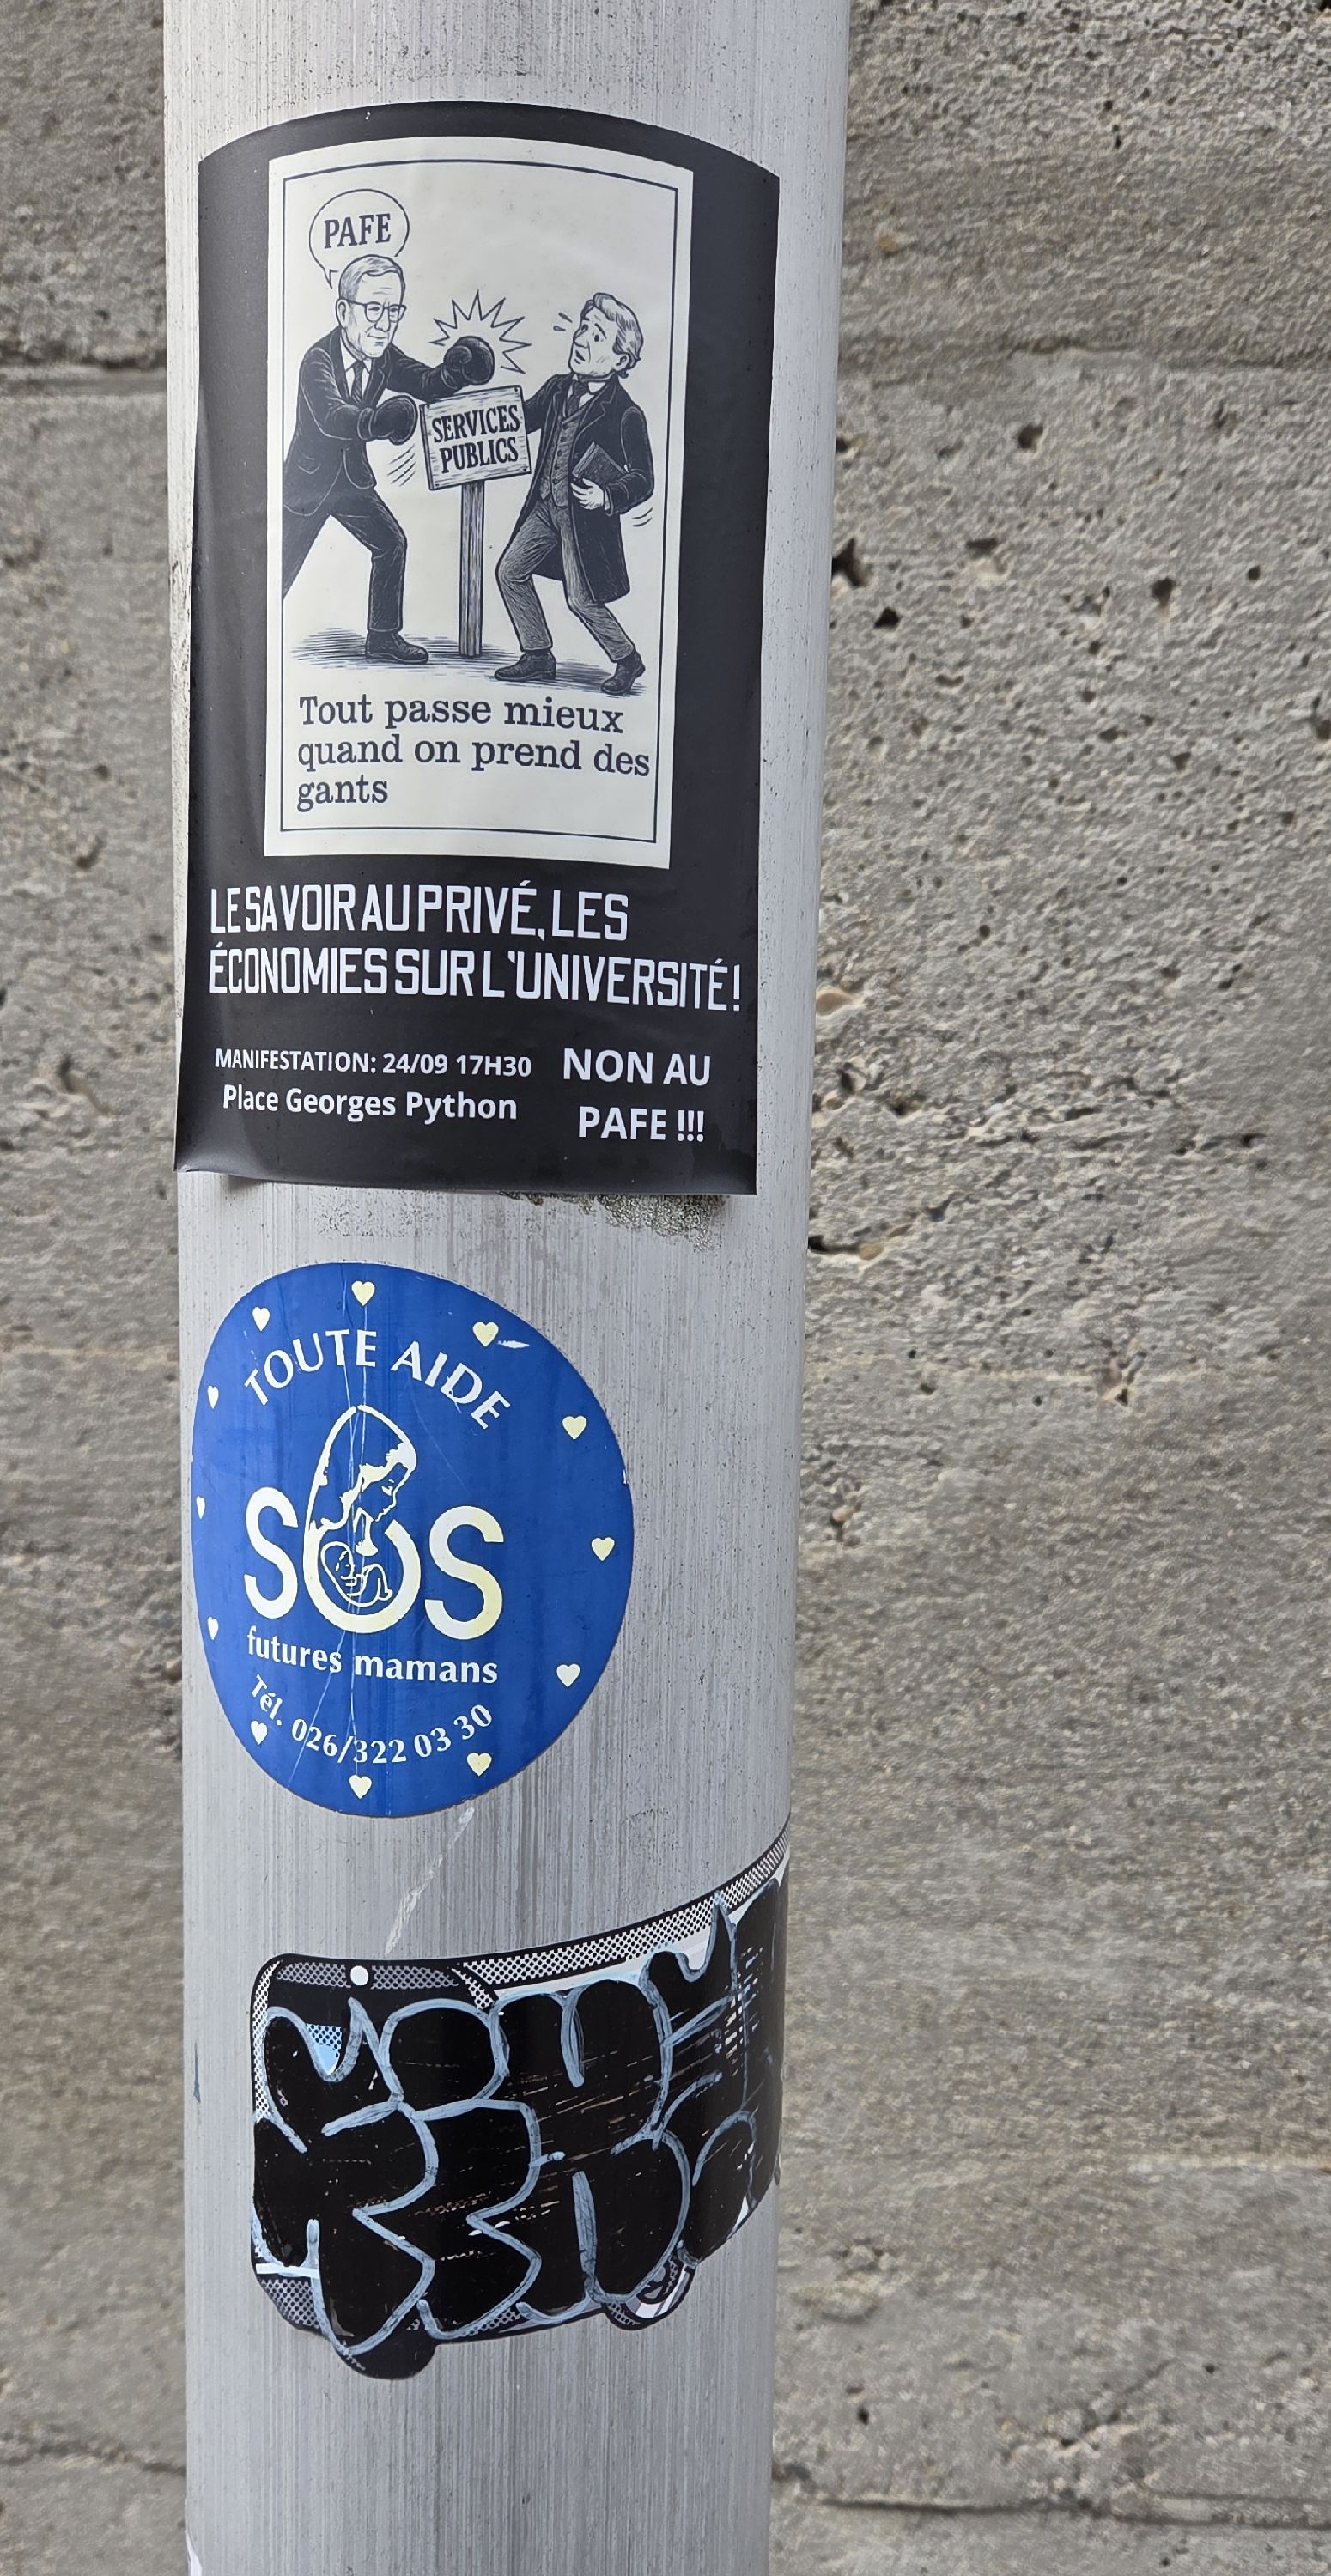 PAFE
SERVICES
PUBLICS
Tout passe mieux
quand on prend des
gants
LE SAVOIR AU PRIVÉ, LES
ÉCONOMIES SUR L'UNIVERSITÉ!
MANIFESTATION: 24/09 17H30
Place Georges Python
NON AU
PAFE !!!
TOUTE AIDE
SOS
futures mamans
Tél. 026/322 03 30